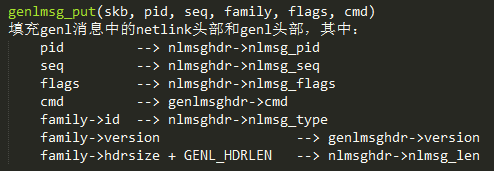 genlmsg_put(skb, pid, seq, family, flags, cmd)
填充genl消息中的netlink头部和genl头部，其中：
pid --> nlmsghdr->nlmsg_pid
seq --> nlmsghdr->nlmsg_seq
flags --> nlmsghdr->nlmsg_flags
cmd --> genlmsghdr->cmd
family->id --> nlmsghdr->nlmsg_type
family->version --> genlmsghdr->version
family->hdrsize + GENL_HDRLEN --> nlmsghdr->nlmsg_len